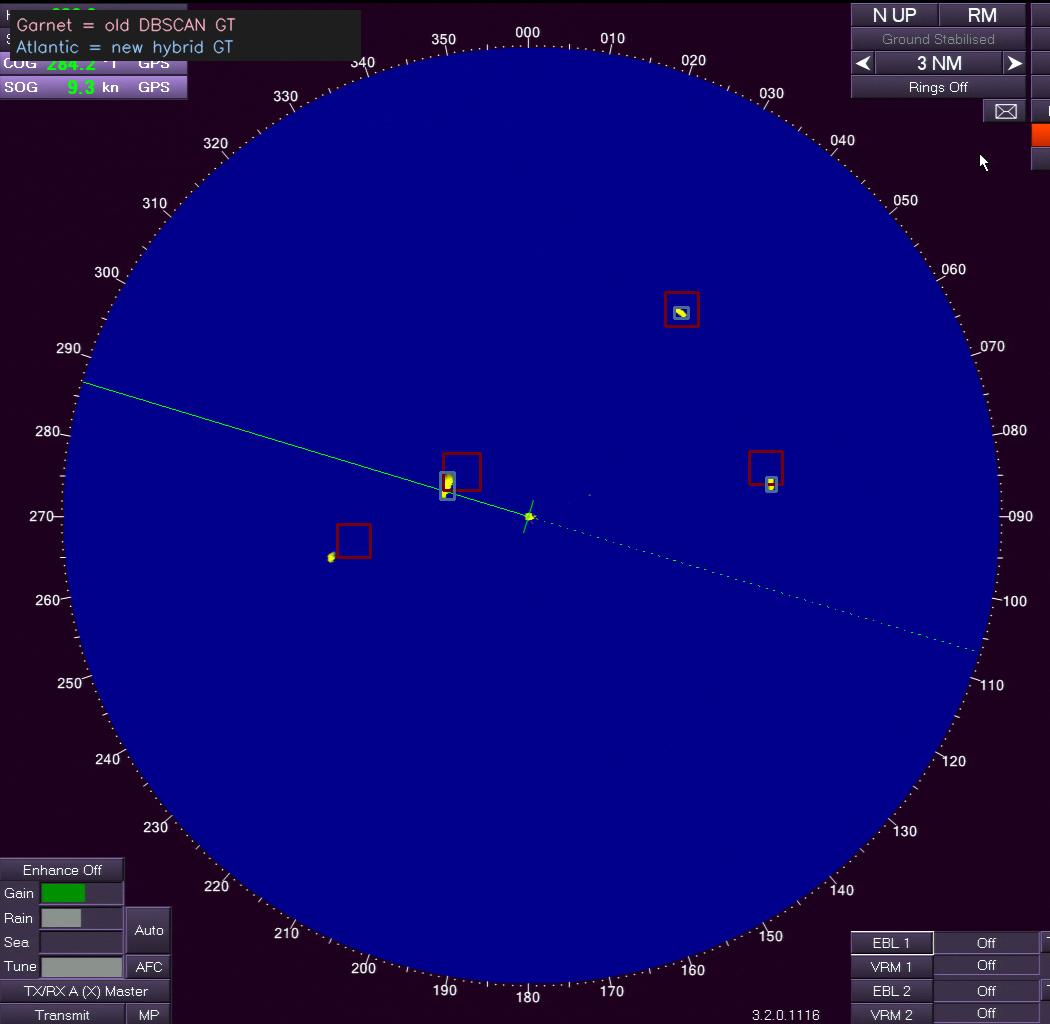 Garnet = old DBSCAN GT
Atlantic = new hybrid GT
COG 284.2 °T GPS
SOG 9.3 kn GPS
N UP RM
Ground Stabilised
3 NM
Rings Off
000
010
020
030
040
050
060
070
080
090
100
110
120
130
140
150
160
170
180
190
200
210
220
230
240
250
260
270
280
290
300
310
320
330
340
350
Enhance Off
Gain
Rain
Sea
Tune
Auto
AFC
TX/RX A (X) Master
Transmit MP
EBL 1 Off
VRM 1 Off
EBL 2 Off
VRM 2 Off
3.2.0.1116